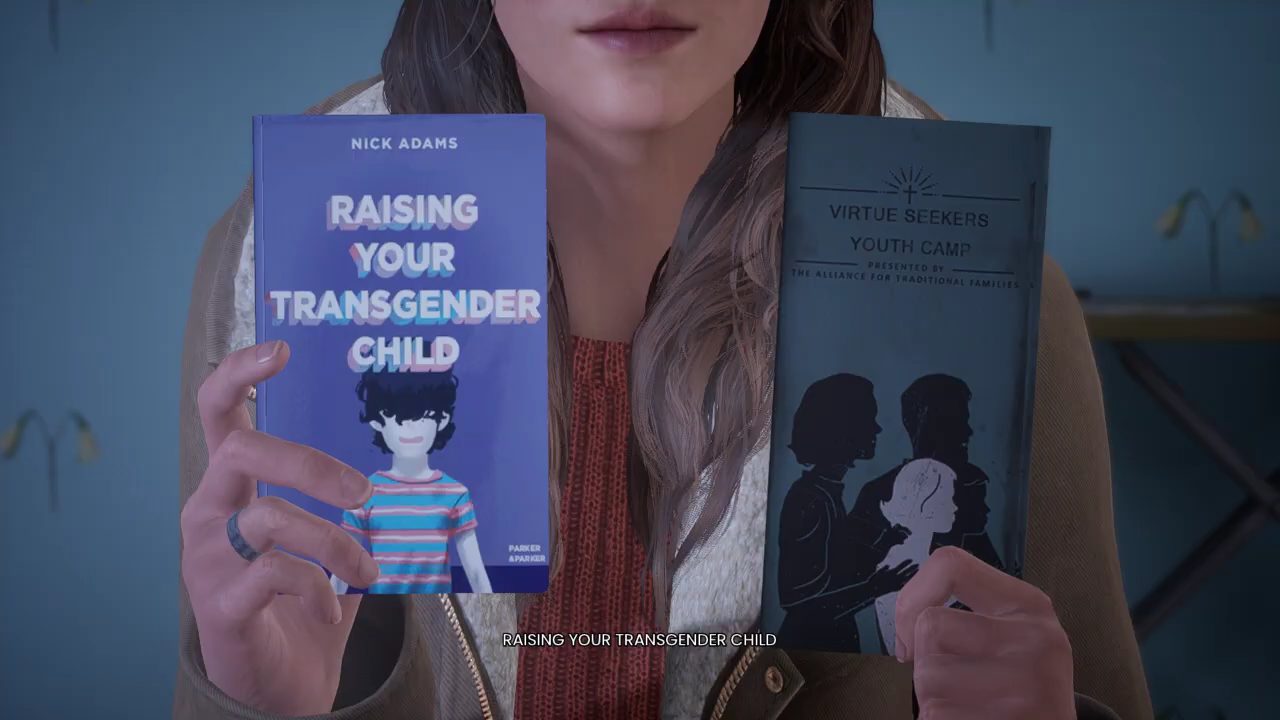 NICK ADAMS
RAISING
YOUR
TRANSGENDER
CHILD
PARKER
&PARKER
VIRTUE SEEKERS
YOUTH CAMP
PRESENTED BY
THE ALLIANCE FOR TRADITIONAL FAMILIES
RAISING YOUR TRANSGENDER CHILD